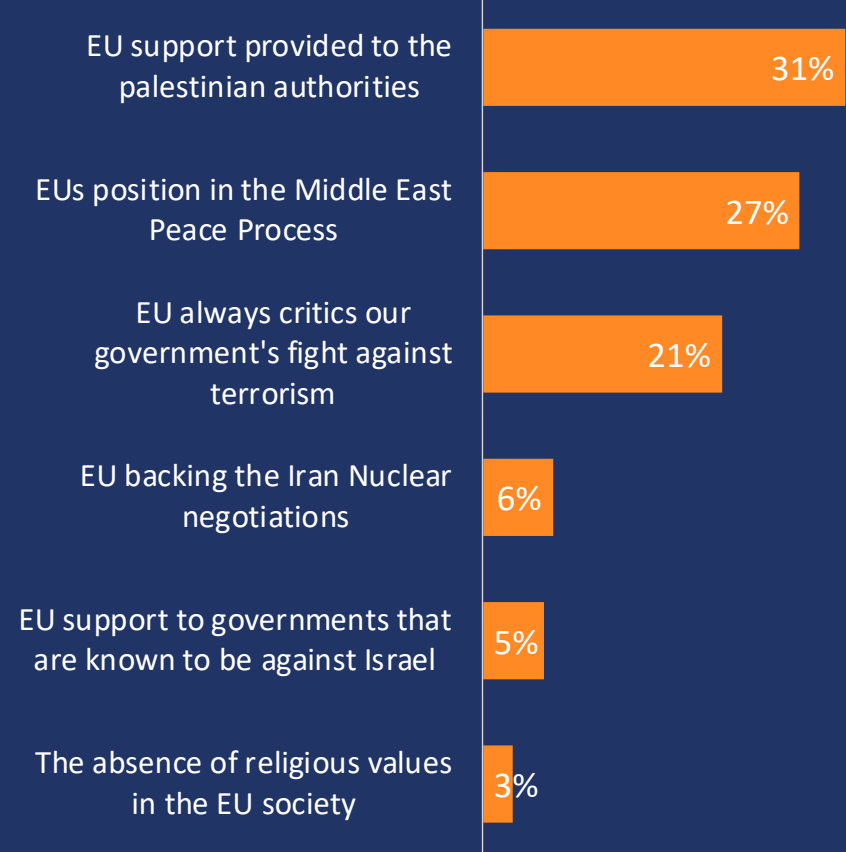 EU support provided to the
palestinian authorities
31%
EUs position in the Middle East
Peace Process
27%
EU always critics our
government's fight against
terrorism
21%
EU backing the Iran Nuclear
negotiations
6%
EU support to governments that
are known to be against Israel
5%
The absence of religious values
in the EU society
3%